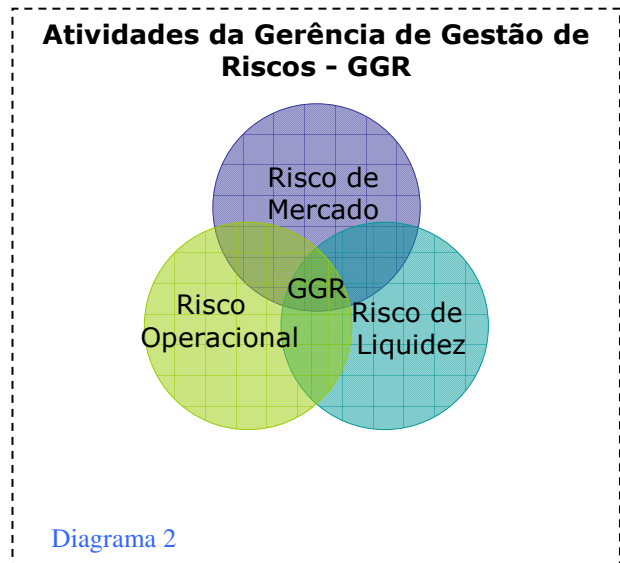 Atividades da Gerência de Gestão de
Riscos - GGR
Risco de
Mercado
GGR
Risco
Operacional
Risco de
Liquidez
Diagrama 2